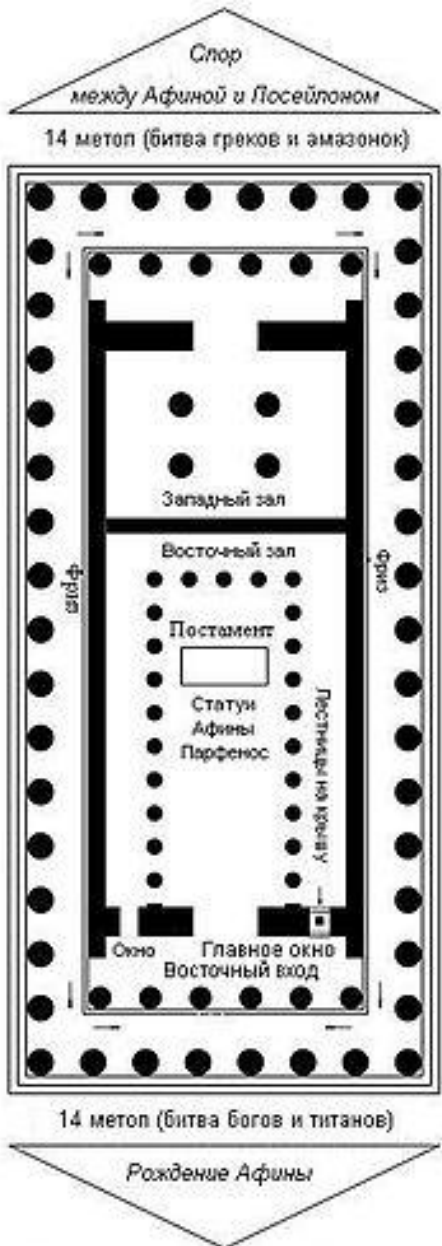 Спор
между Афиной и Посейпоном
14 метоп (битва греков и амазонок)
Западный зал
Восточный зал
фриз
фриз
Постамент
Статуи
Афины
Парфенос
Лестницы на крышу
Окно
Главное окно
Восточный вход
14 метоп (битва богов и титанов)
Рождение Афины